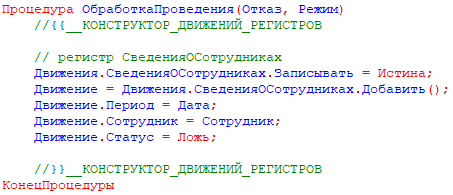 Процедура ОбработкаПроведения(Отказ, Режим)
//{{__КОНСТРУКТОР_ДВИЖЕНИЙ_РЕГИСТРОВ
// регистр СведенияОСотрудниках
Движения.СведенияОСотрудниках.Записывать = Истина;
Движение = Движения.СведенияОСотрудниках.Добавить();
Движение.Период = Дата;
Движение.Сотрудник = Сотрудник;
Движение.Статус = Ложь;
//}}__КОНСТРУКТОР_ДВИЖЕНИЙ_РЕГИСТРОВ
КонецПроцедуры